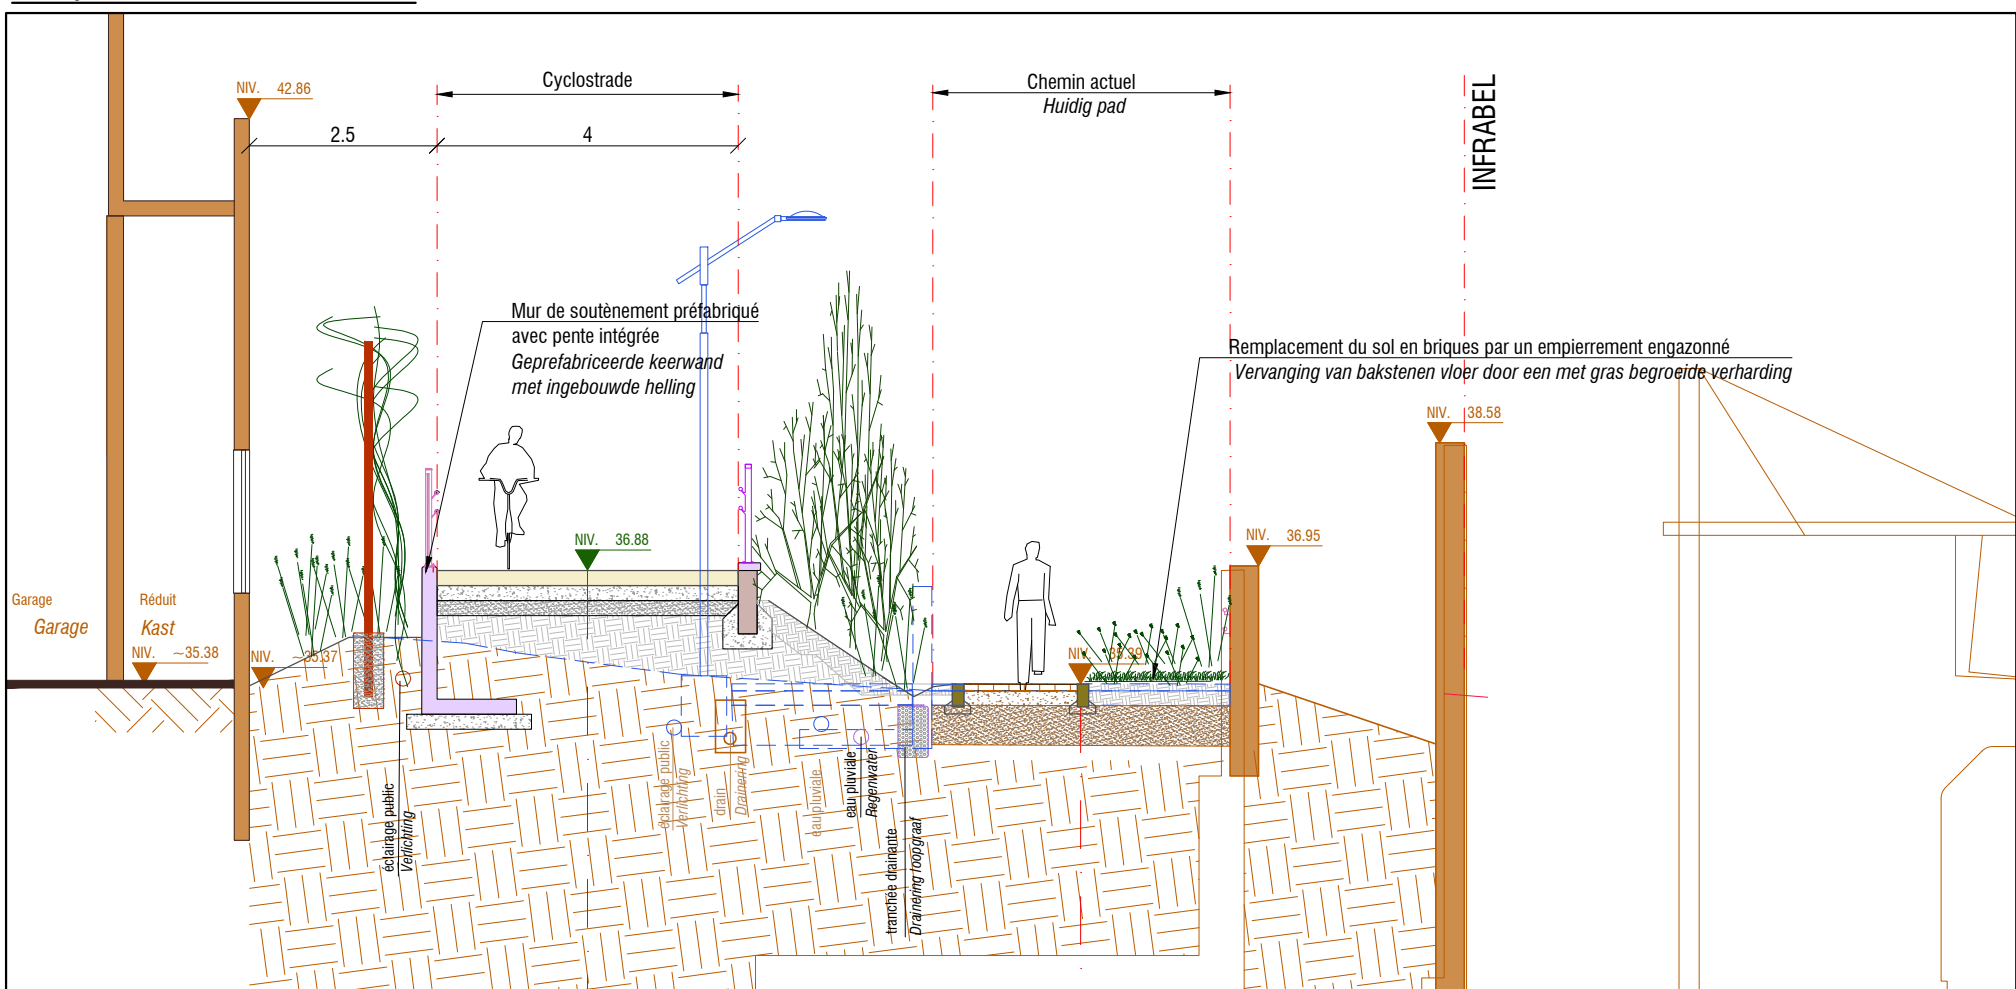 NIV. 42.86
Cyclostrade
Chemin actuel
Huidig pad
INFRABEL
2.5
4
Mur de soutènement préfabriqué
avec pente intégrée
Geprefabriceerde keerwand
met ingebouwde helling
Remplacement du sol en briques par un empierrement engazonné
Vervanging van bakstenen vloer door een met gras begroeide verharding
NIV. 38.58
NIV. 36.88
NIV. 36.95
Garage
Garage
Réduit
Kast
NIV. ~35.38
NIV. ~35.37
NIV. 35.39
éclairage public
Verlichting
éclairage public
Verlichting
drain
Drainering
eau pluviale
eau pluviale
Regenwater
tranchée drainante
Drainering loopgraaf